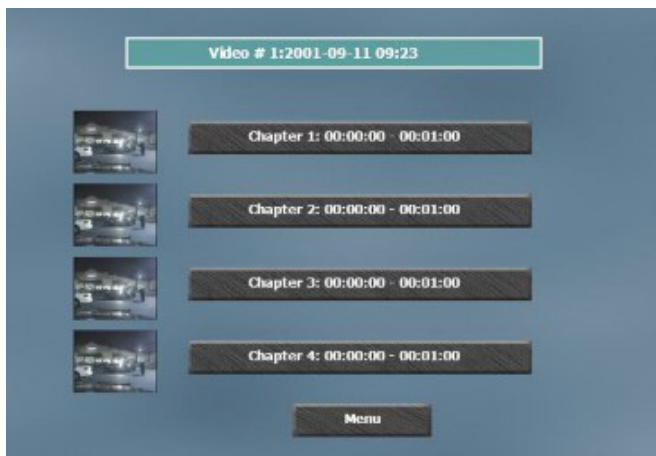 Video # 1:2001-09-11 09:23
Chapter 1: 00:00:00 - 00:01:00
Chapter 2: 00:00:00 - 00:01:00
Chapter 3: 00:00:00 - 00:01:00
Chapter 4: 00:00:00 - 00:01:00
Menu